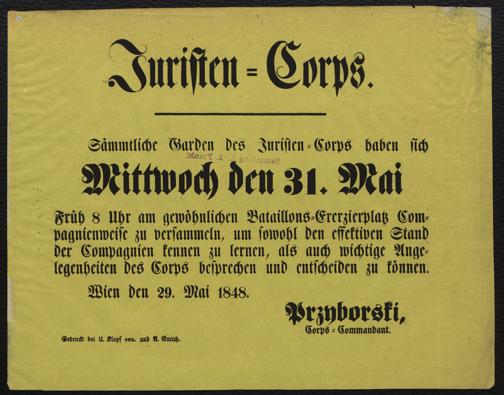 Juristen=Corps.
Sämmtliche Garden des Juristen=Corps haben sich
Mittwoch den 31. Mai
Früh 8 Uhr am gewöhnlichen Bataillons=Exerzierplatz Com=
pagnienweise zu versammeln, um sowohl den effektiven Stand
der Compagnien kennen zu lernen, als auch wichtige Ange=
legenheiten des Corps besprechen und entscheiden zu können.
Wien den 29. Mai 1848.
Przyborski,
Corps=Commandant.
Gedruckt bei U. Klopf sen. und A. Eurich.